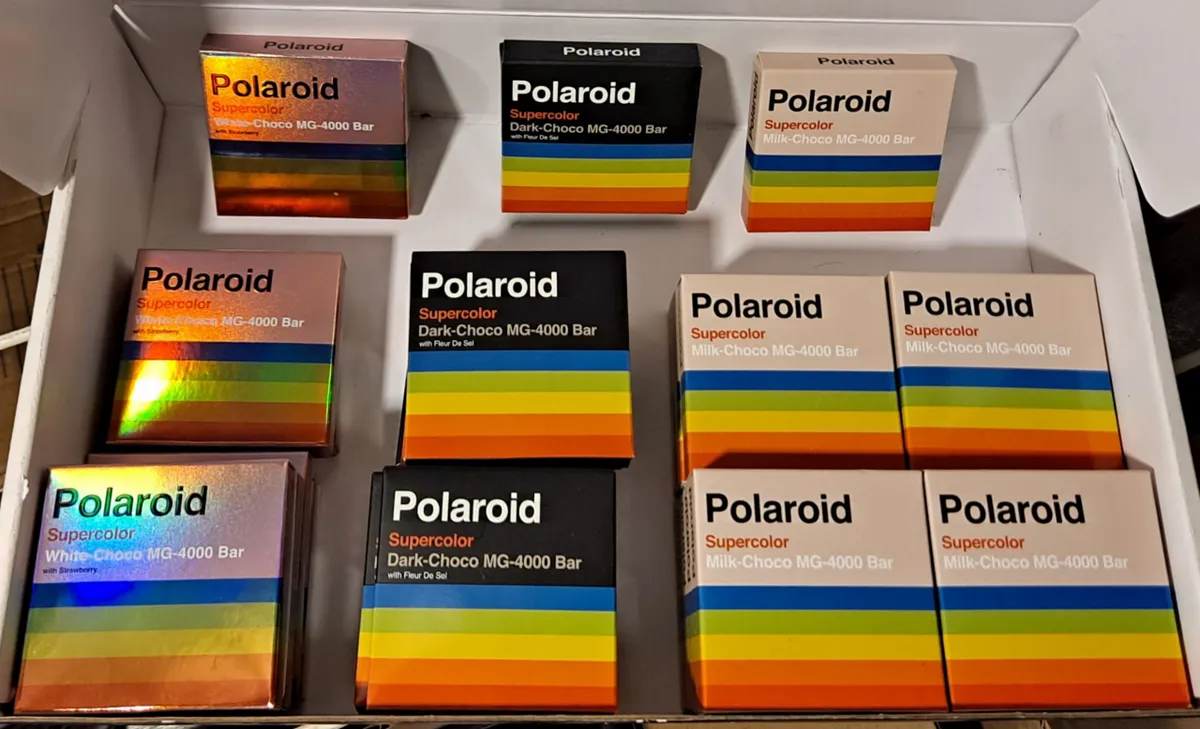 Polaroid
Polaroid
Supercolor
White-Choco MG-4000 Bar
with Strawberry
Polaroid
Polaroid
Supercolor
Dark-Choco MG-4000 Bar
with Fleur De Sel
Polaroid
Polaroid
Polaroid
Supercolor
Milk-Choco MG-4000 Bar
Polaroid
Supercolor
White-Choco MG-4000 Bar
with Strawberry
Polaroid
Supercolor
Dark-Choco MG-4000 Bar
with Fleur De Sel
Polaroid
Supercolor
Milk-Choco MG-4000 Bar
Polaroid
Supercolor
Milk-Choco MG-4000 Bar
Polaroid
Supercolor
White-Choco MG-4000 Bar
with Strawberry
Polaroid
Supercolor
Dark-Choco MG-4000 Bar
with Fleur De Sel
Polaroid
Supercolor
Milk-Choco MG-4000 Bar
Polaroid
Supercolor
Milk-Choco MG-4000 Bar